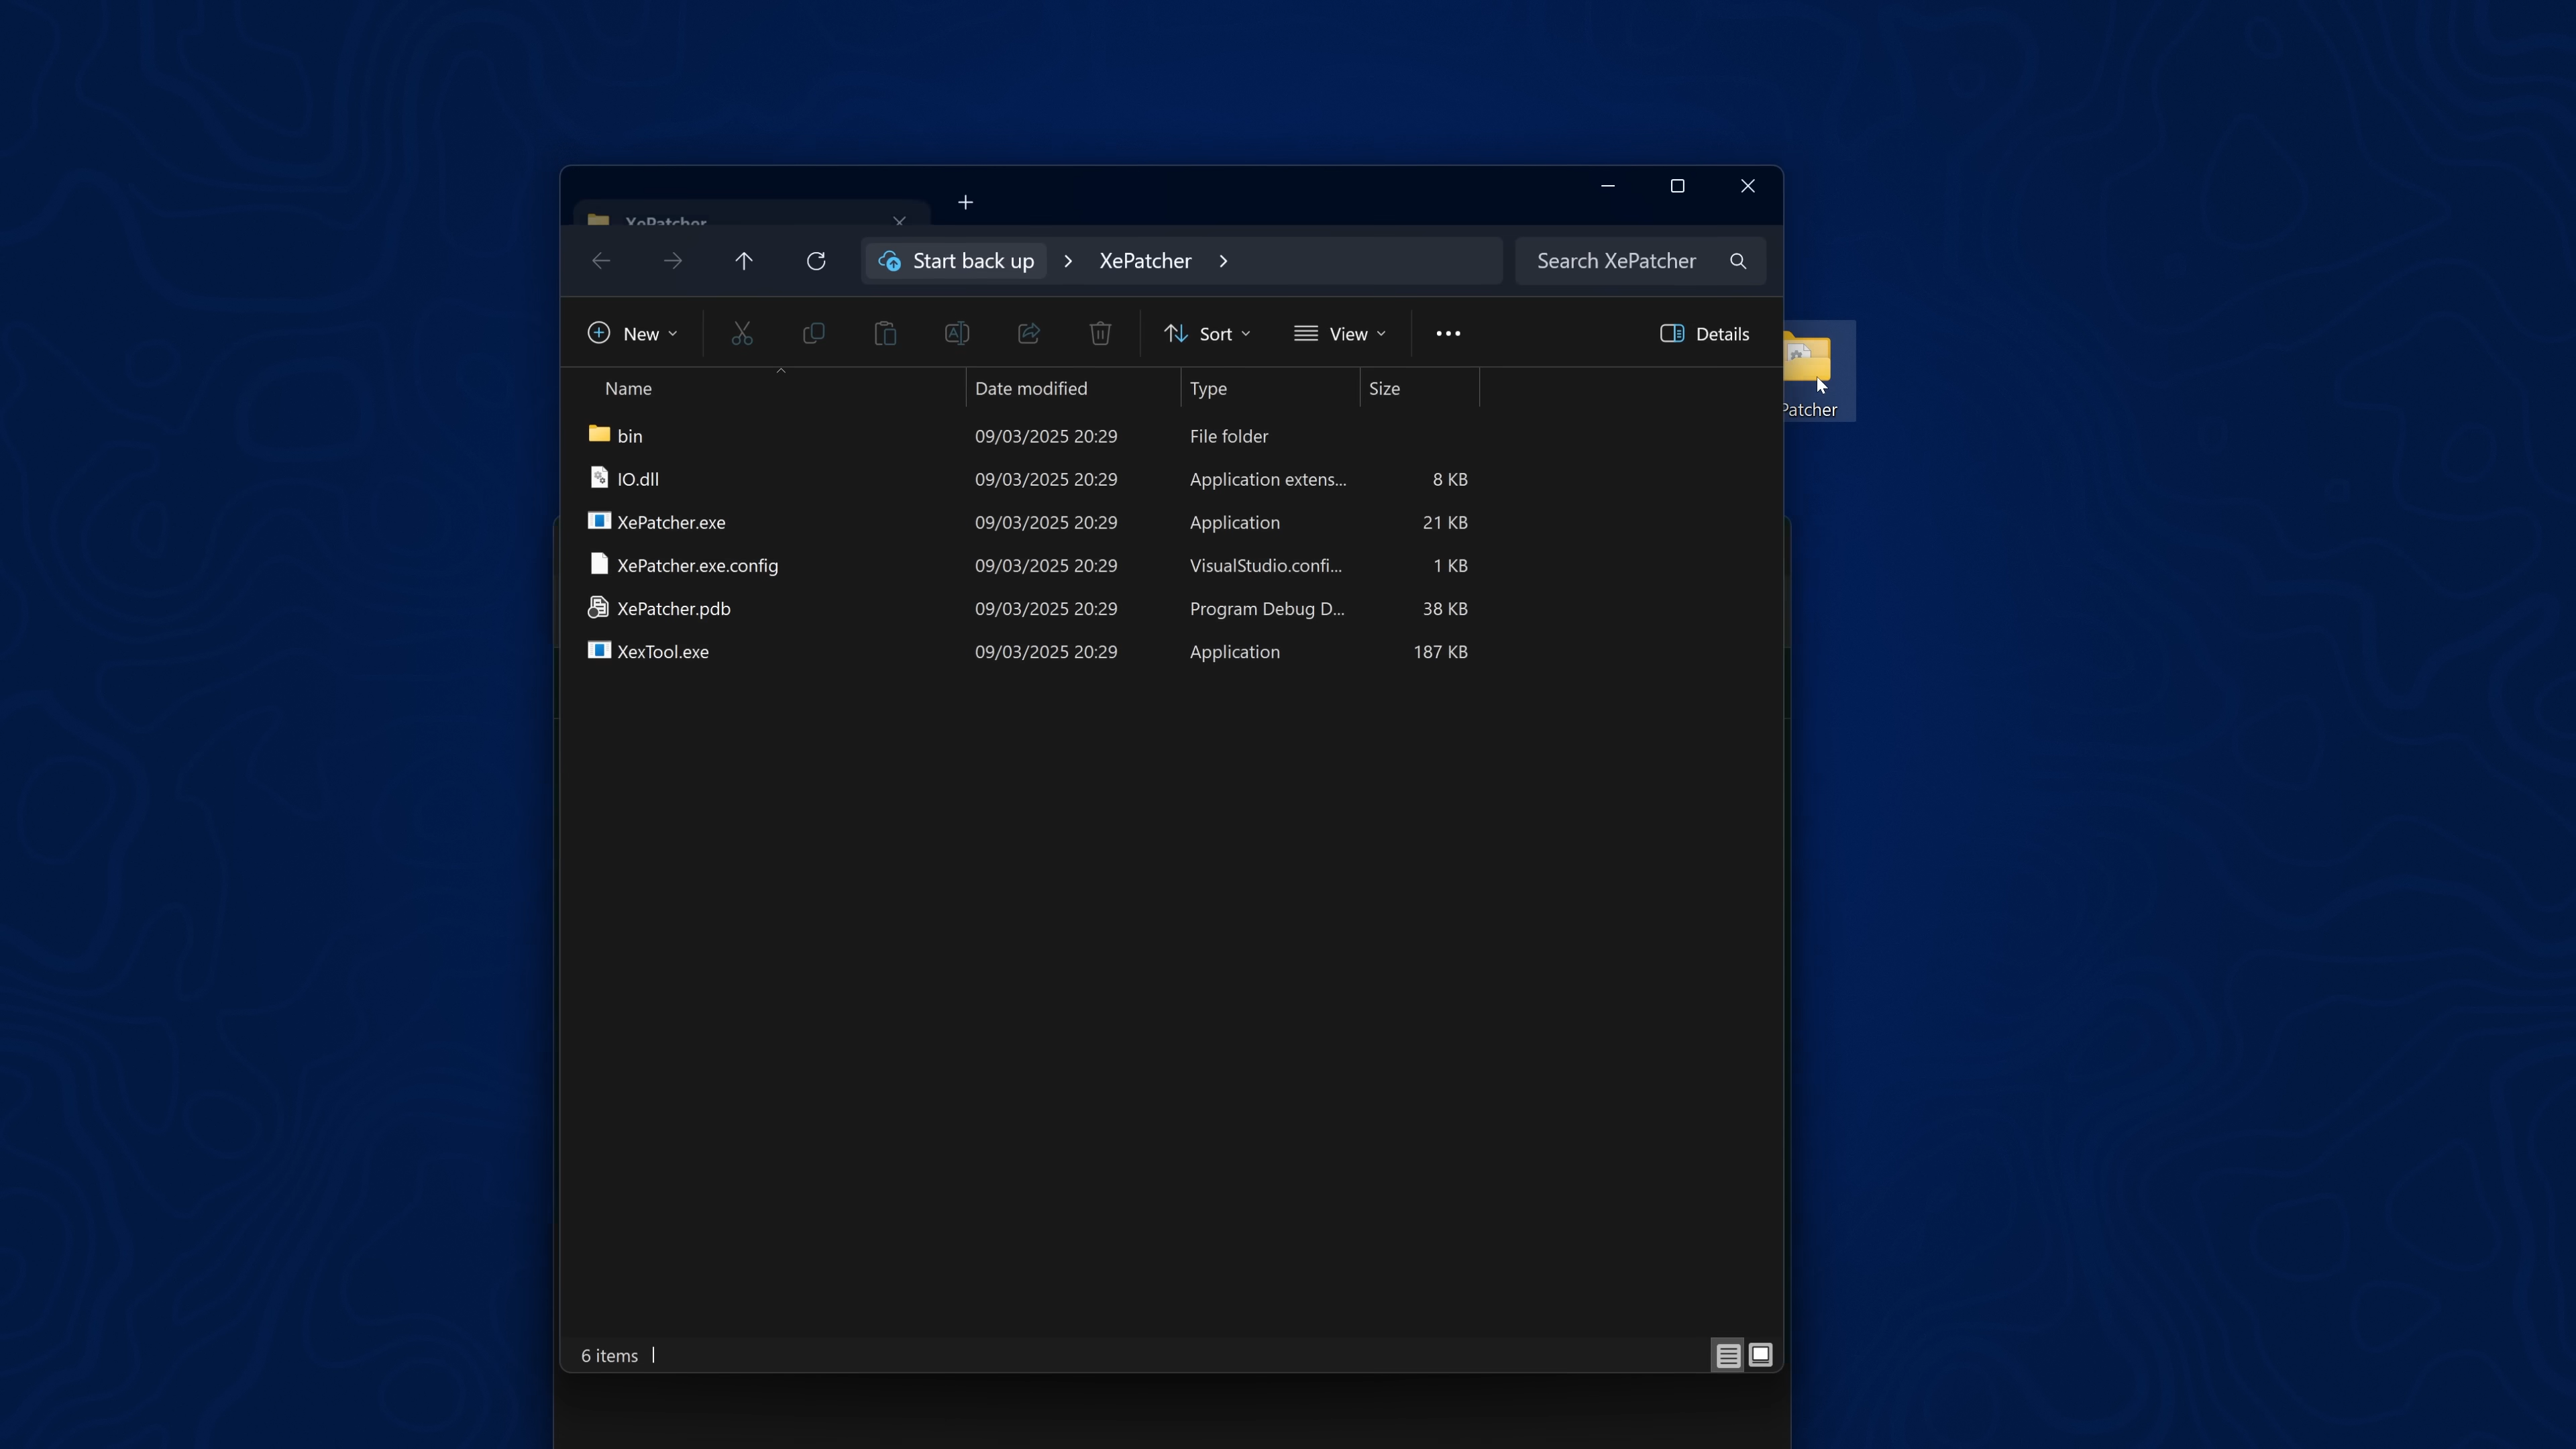 XePatcher
Start back up XePatcher Search XePatcher
New Sort View Details
Name Date modified Type Size
bin 09/03/2025 20:29 File folder
IO.dll 09/03/2025 20:29 Application extens... 8 KB
XePatcher.exe 09/03/2025 20:29 Application 21 KB
XePatcher.exe.config 09/03/2025 20:29 VisualStudio.confi... 1 KB
XePatcher.pdb 09/03/2025 20:29 Program Debug D... 38 KB
XexTool.exe 09/03/2025 20:29 Application 187 KB
Patcher
6 items